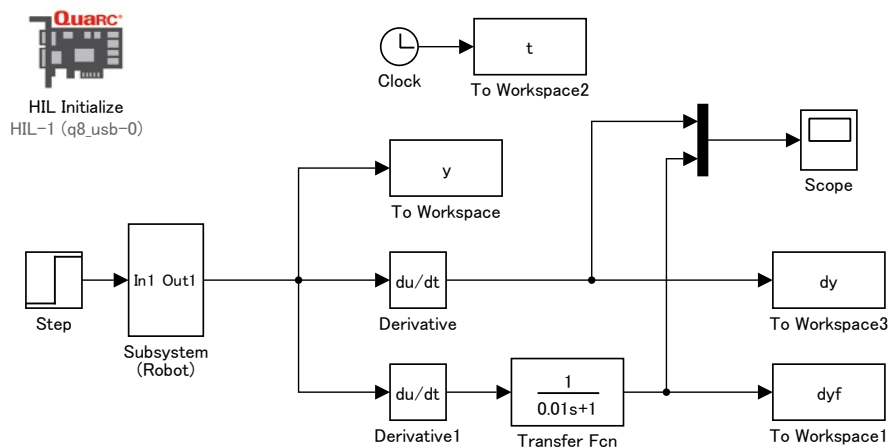 QUARC®
HIL Initialize
HIL-1 (q8_usb-0)
Clock
t
To Workspace2
y
To Workspace
Scope
Step
In1 Out1
Subsystem
(Robot)
du/dt
Derivative
dy
To Workspace3
du/dt
Derivative1
1
0.01s+1
Transfer Fcn
dyf
To Workspace1